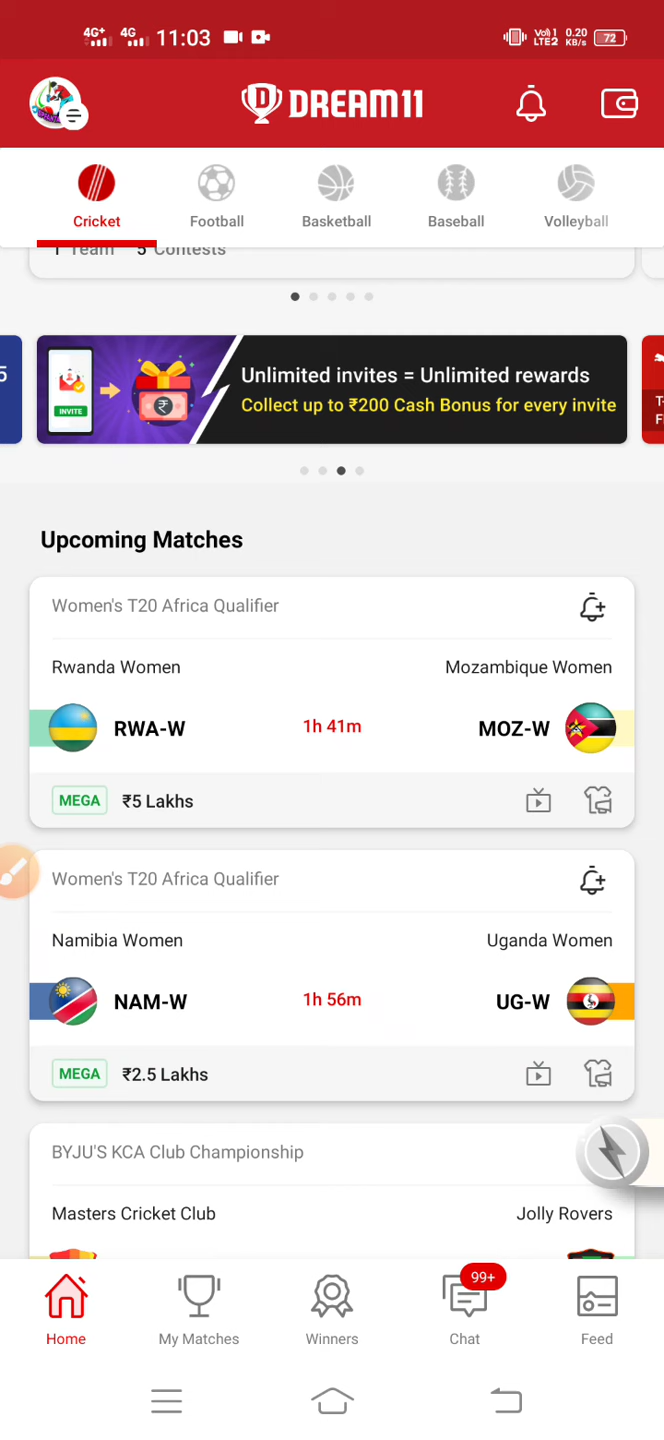 4G+ 4G 11:03 VoLTE2 1 0.20 KB/s 72
DREAM11
Cricket Football Basketball Baseball Volleyball
1 Team 5 Contests
5
INVITE
Unlimited invites = Unlimited rewards
Collect up to ₹200 Cash Bonus for every invite
Upcoming Matches
Women's T20 Africa Qualifier
Rwanda Women Mozambique Women
RWA-W 1h 41m MOZ-W
MEGA ₹5 Lakhs
Women's T20 Africa Qualifier
Namibia Women Uganda Women
NAM-W 1h 56m UG-W
MEGA ₹2.5 Lakhs
BYJU'S KCA Club Championship
Masters Cricket Club Jolly Rovers
99+
Home My Matches Winners Chat Feed